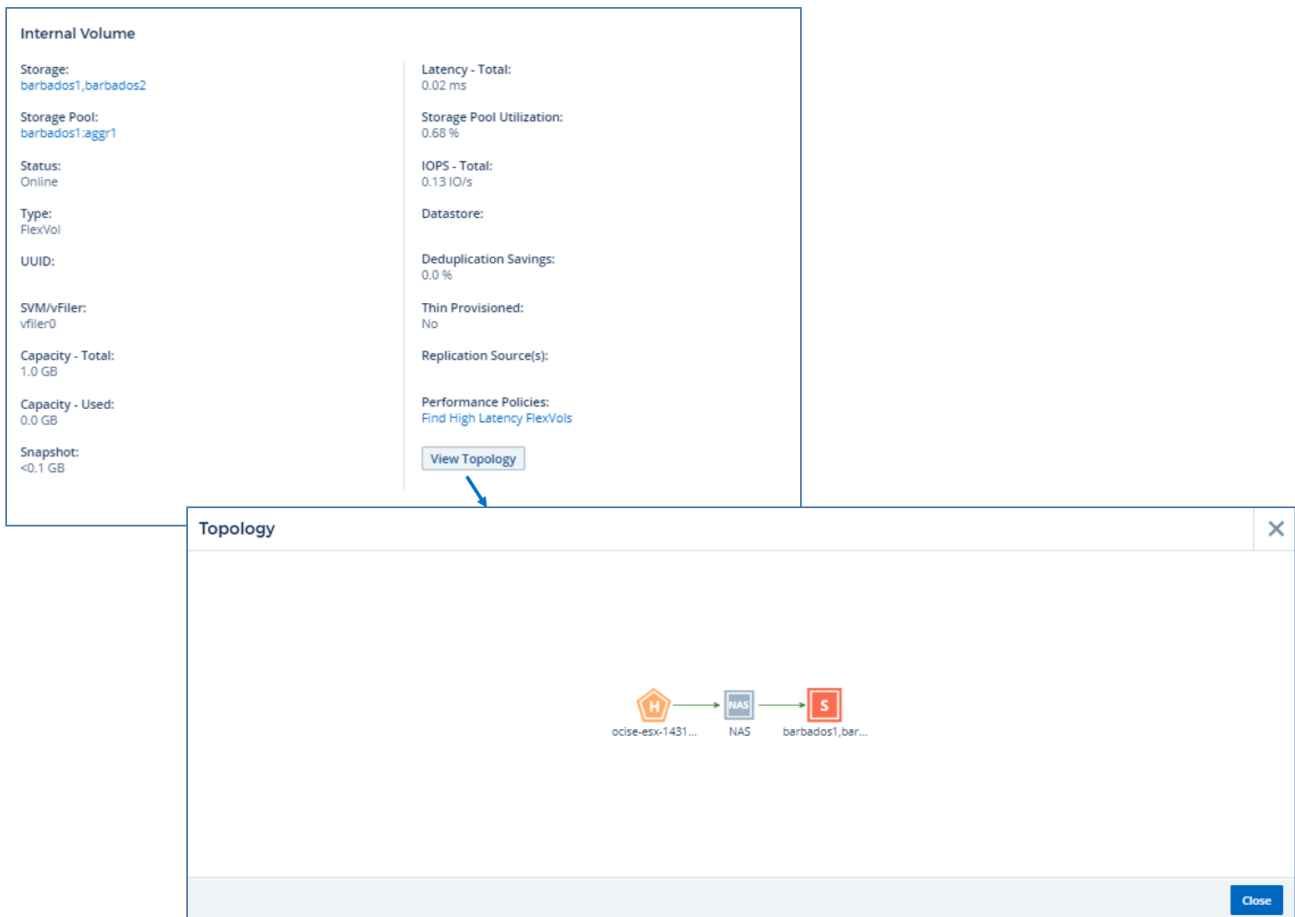 Internal Volume
Storage:
barbados1,barbados2
Storage Pool:
barbados1:aggr1
Status:
Online
Type:
FlexVol
UUID:
SVM/vFiler:
vfiler0
Capacity - Total:
1.0 GB
Capacity - Used:
0.0 GB
Snapshot:
<0.1 GB
Latency - Total:
0.02 ms
Storage Pool Utilization:
0.68 %
IOPS - Total:
0.13 IO/s
Datastore:
Deduplication Savings:
0.0 %
Thin Provisioned:
No
Replication Source(s):
Performance Policies:
Find High Latency FlexVols
View Topology
Topology
H
NAS
S
ocise-esx-1431...
NAS
barbados1,bar...
Close